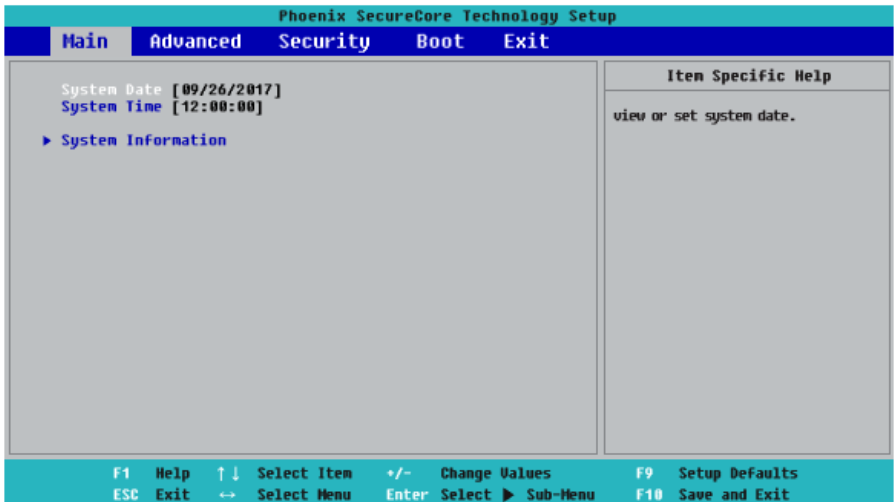 Phoenix SecureCore Technology Setup
Main Advanced Security Boot Exit
System Date [09/26/2017]
System Time [12:00:00]
▶ System Information
Item Specific Help
view or set system date.
F1 Help ↑↓ Select Item +/- Change Values F9 Setup Defaults
ESC Exit ↔ Select Menu Enter Select ▶ Sub-Menu F10 Save and Exit